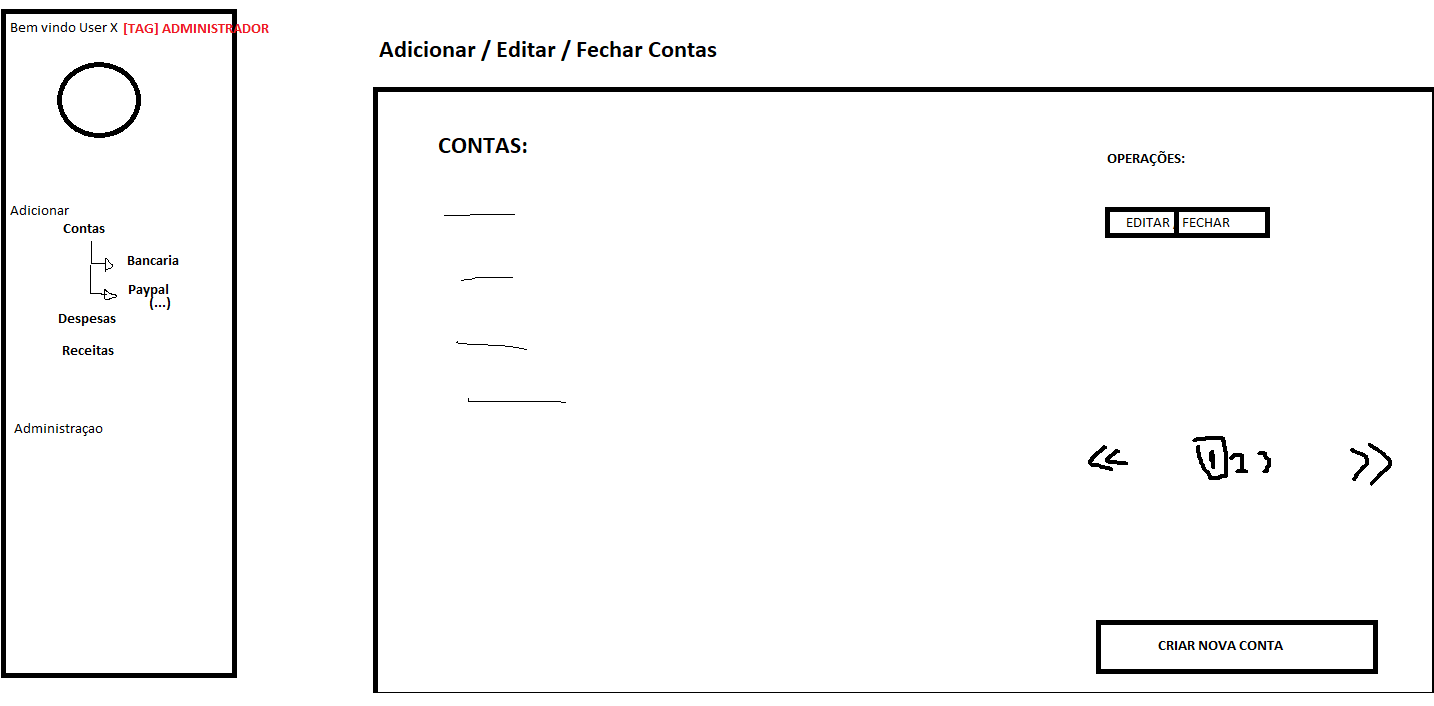 Bem vindo User X [TAG] ADMINISTRADOR
Adicionar
Contas
Bancaria
Paypal
(...)
Despesas
Receitas
Administraçao
Adicionar / Editar / Fechar Contas
CONTAS:
OPERAÇÕES:
EDITAR / FECHAR
<< 1 2 3 >>
CRIAR NOVA CONTA